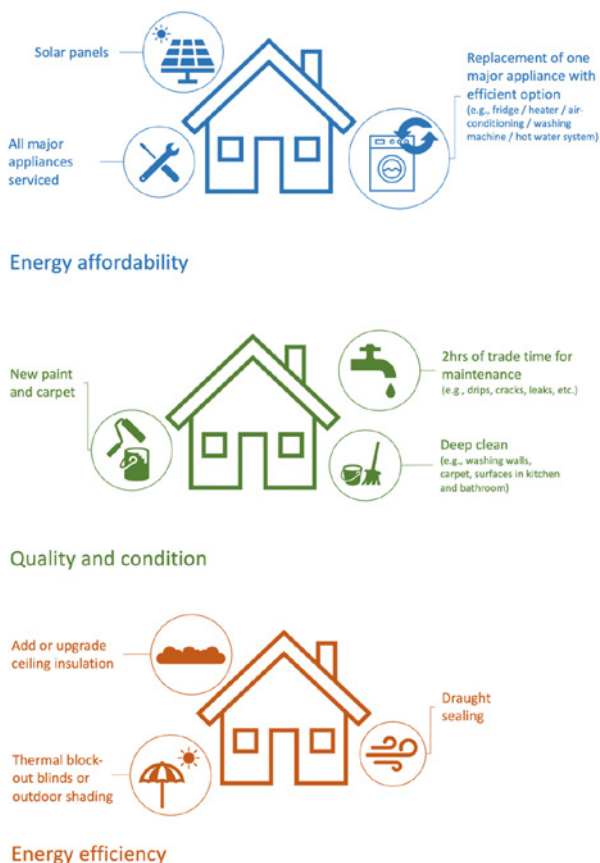 Solar panels
Replacement of one
major appliance with
efficient option
(e.g., fridge / heater / air-
conditioning / washing
machine / hot water system)
All major
appliances
serviced
Energy affordability
New paint
and carpet
2hrs of trade time for
maintenance
(e.g., drips, cracks, leaks, etc.)
Deep clean
(e.g., washing walls,
carpet, surfaces in kitchen
and bathroom)
Quality and condition
Add or upgrade
ceiling insulation
Draught
sealing
Thermal block-
out blinds or
outdoor shading
Energy efficiency